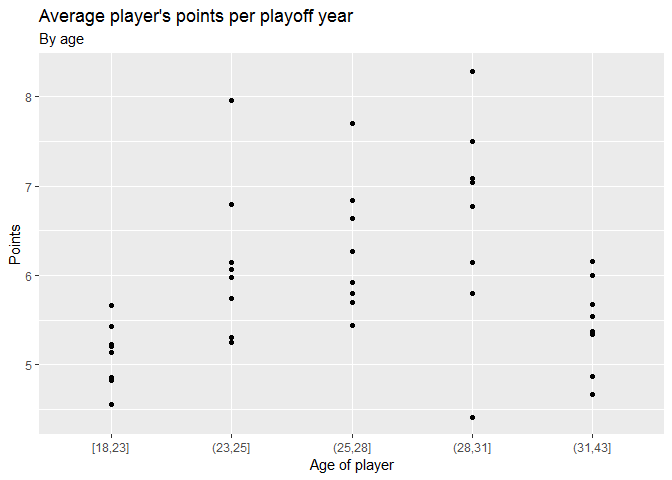 Average player's points per playoff year
By age
8
7
6
5
Points
[18,23] (23,25] (25,28] (28,31] (31,43]
Age of player